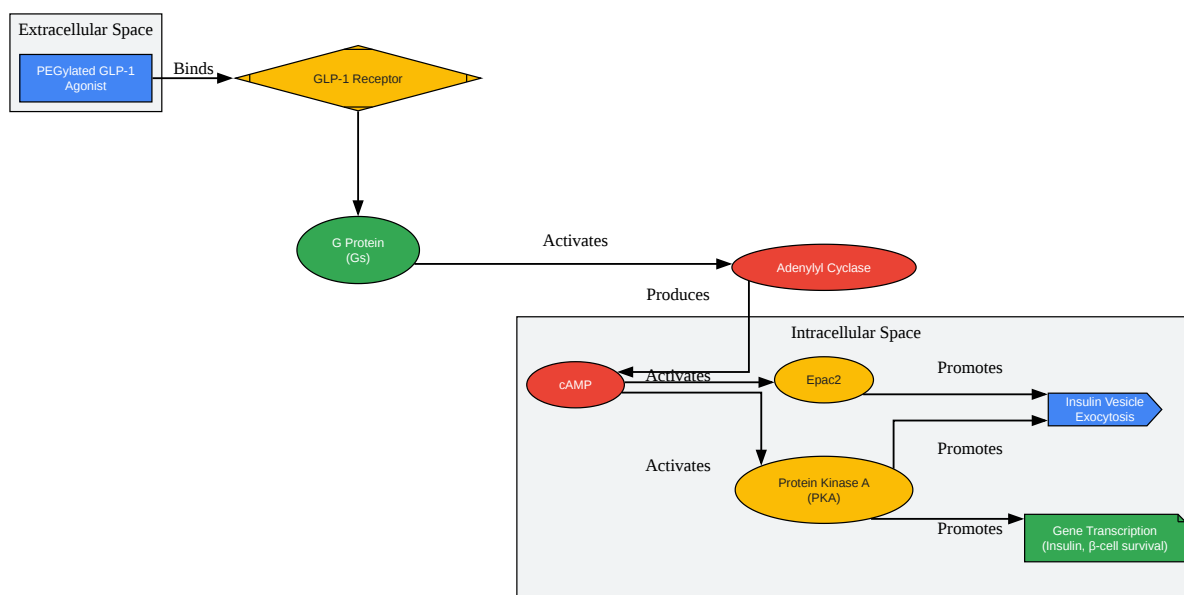 Extracellular Space
PEGylated GLP-1
Agonist
Binds
GLP-1 Receptor
G Protein
(Gs)
Activates
Adenylyl Cyclase
Produces
Intracellular Space
cAMP
Activates
Epac2
Promotes
Insulin Vesicle
Exocytosis
Activates
Protein Kinase A
(PKA)
Promotes
Promotes
Gene Transcription
(Insulin, β-cell survival)